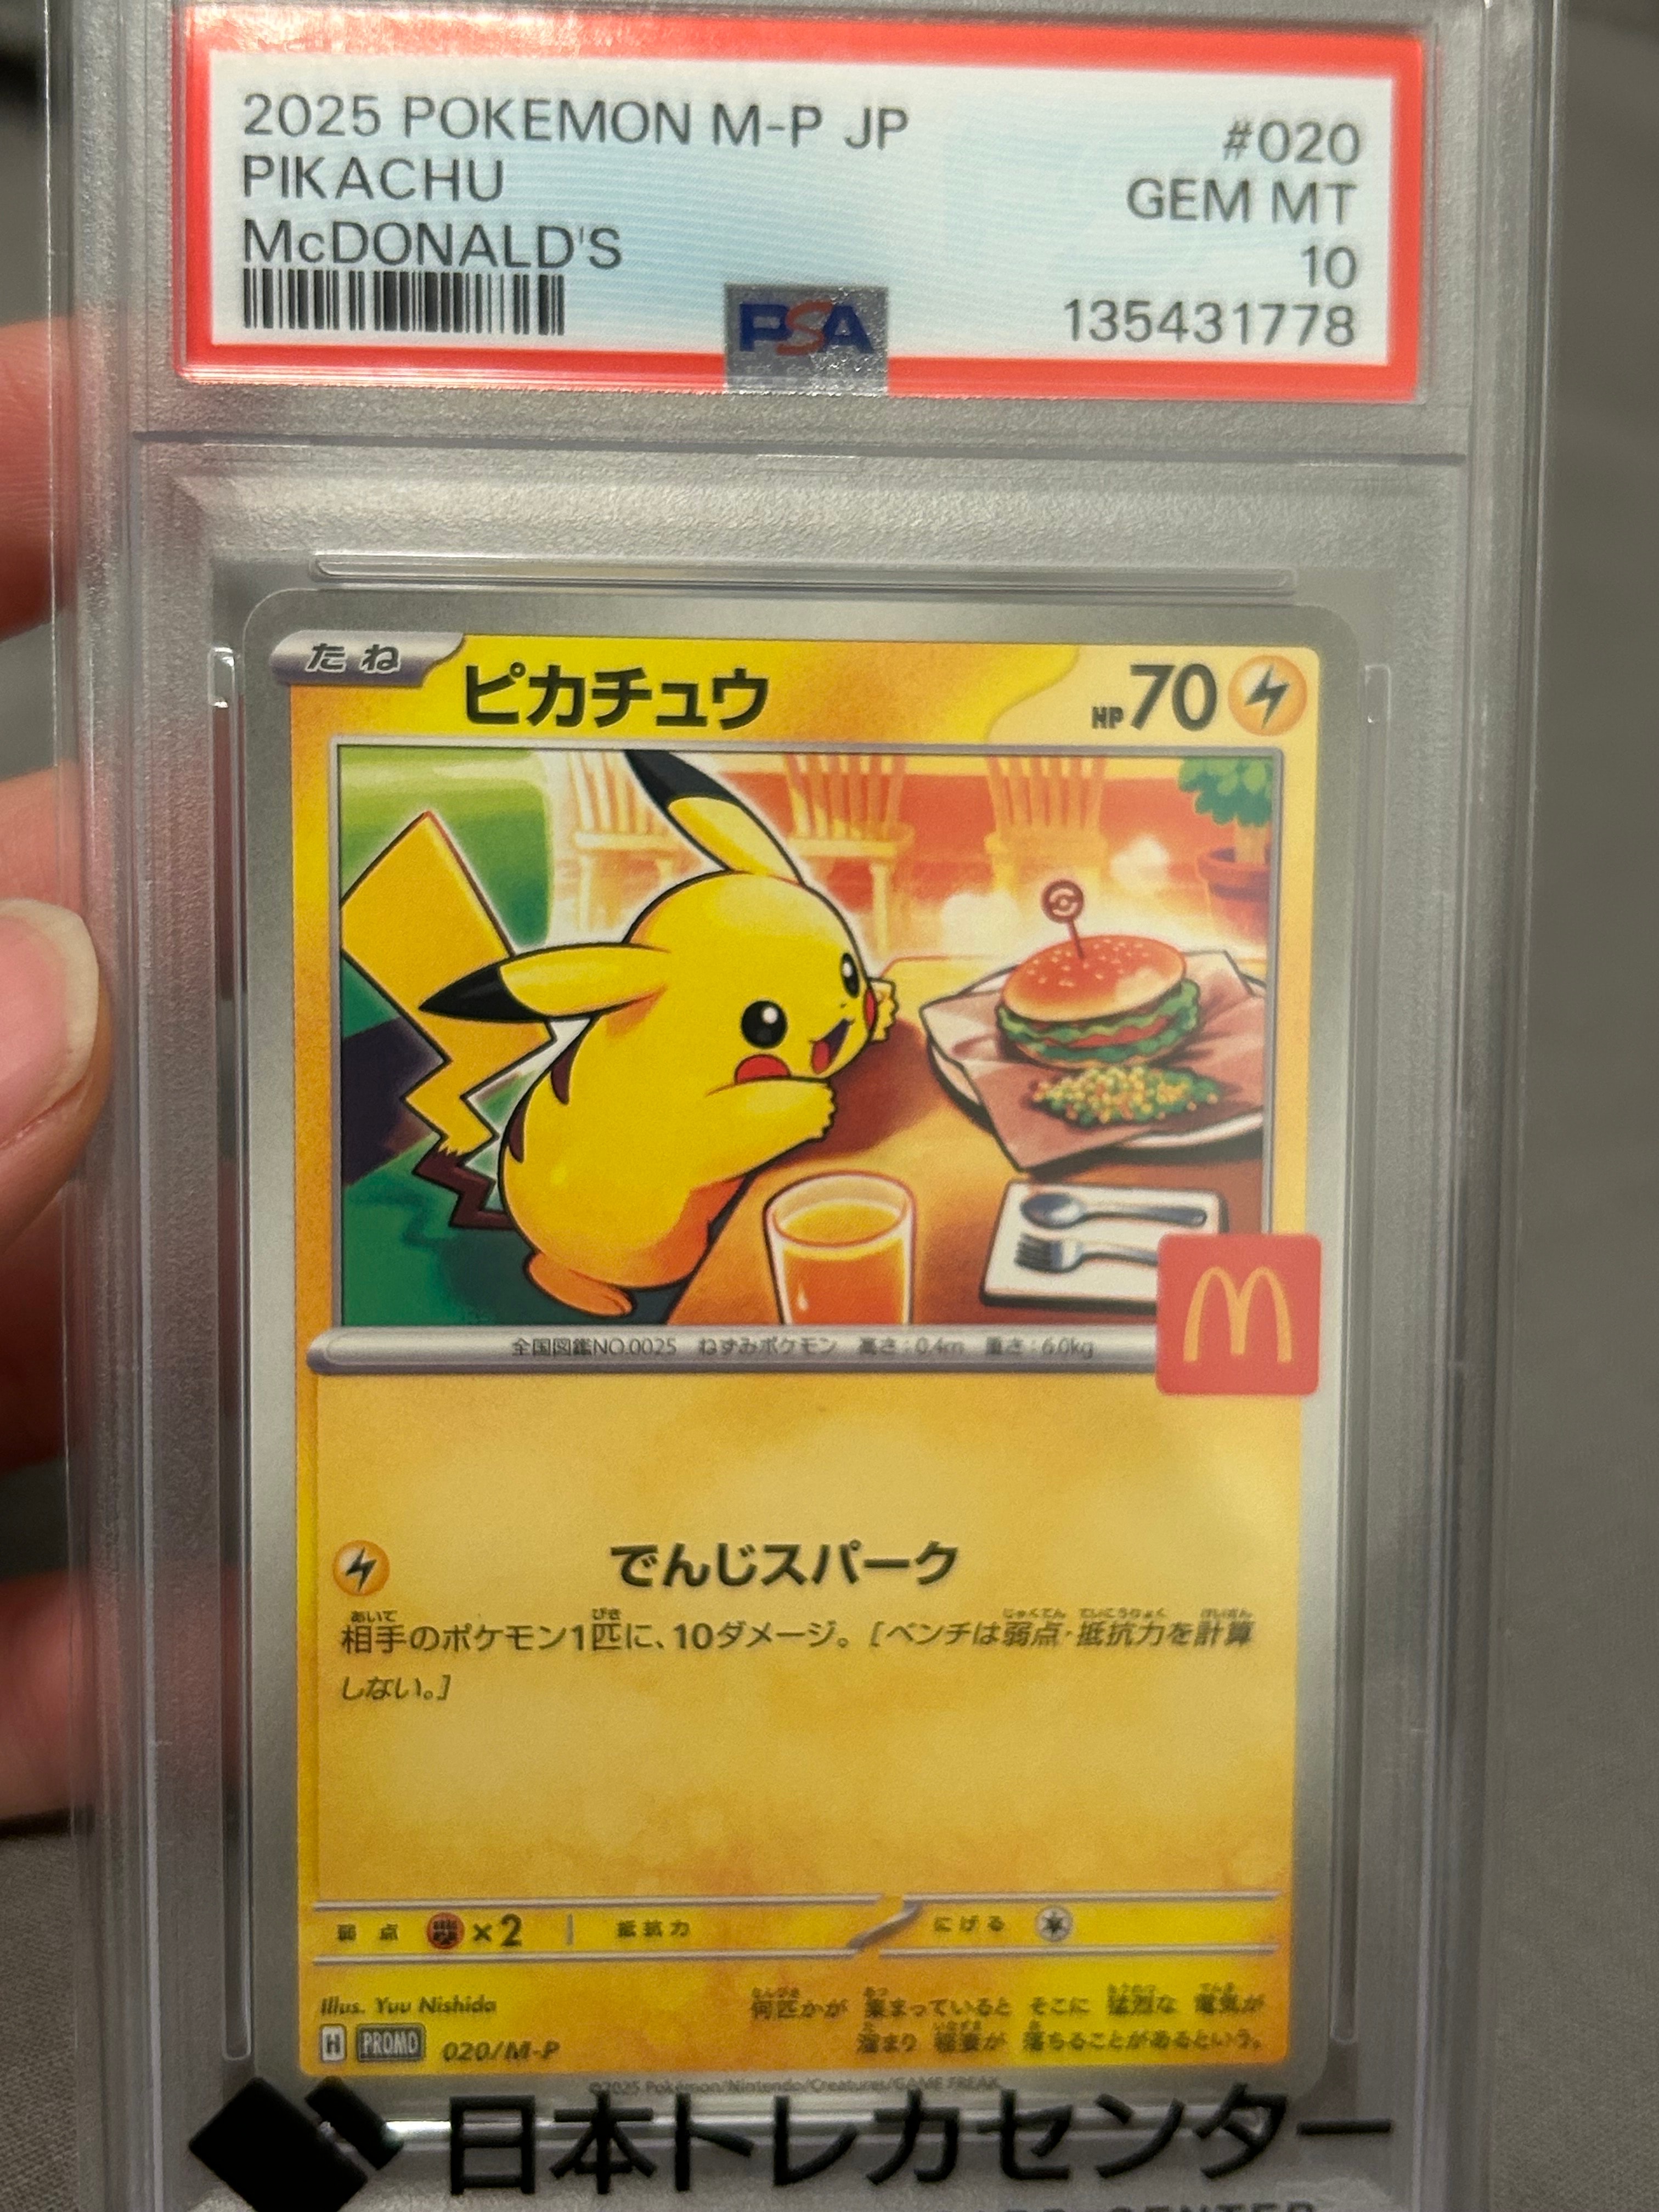 2025 POKEMON M-P JP #020
PIKACHU GEM MT
McDONALD'S 10
135431778
PSA
たね ピカチュウ HP70
全国図鑑NO.0025 ねずみポケモン 高さ:0.4m 重さ:6.0kg
でんじスパーク
相手のポケモン1匹に、10ダメージ。[ベンチは弱点・抵抗力を計算
しない。]
弱点 ×2 抵抗力 にげる
Illus. Yuu Nishida
何匹かが 集まっていると そこに 猛烈な 電気が
溜まり 稲妻が 落ちることがあるという。
H PROMO 020/M-P
©2025 Pokémon/Nintendo/Creatures/GAME FREAK
日本トレカセンター
CENTER